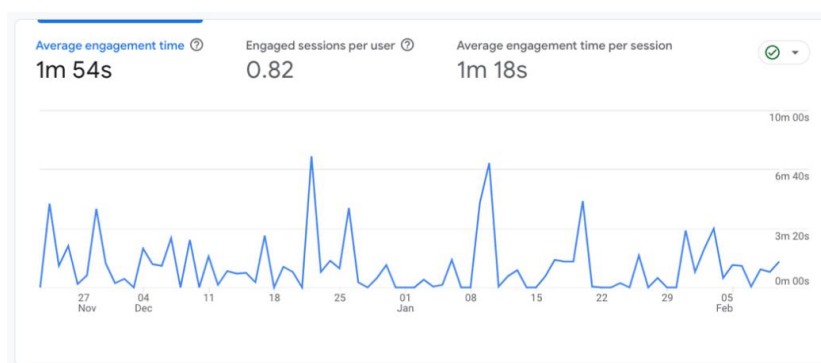 Average engagement time
1m 54s
Engaged sessions per user
0.82
Average engagement time per session
1m 18s
10m 00s
6m 40s
3m 20s
0m 00s
27
Nov
04
Dec
11
18
25
01
Jan
08
15
22
29
05
Feb